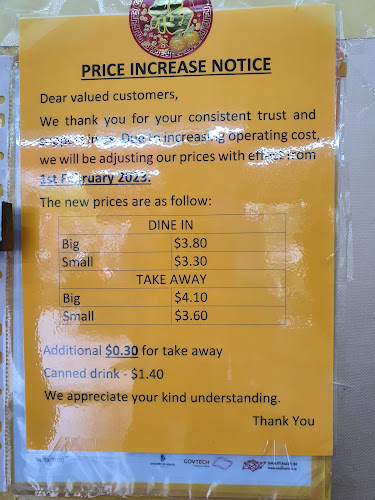 PRICE INCREASE NOTICE
Dear valued customers,
We thank you for your consistent trust and
Due to increasing operating cost,
we will be adjusting our prices with effect from
1st February 2023.
The new prices are as follow:
DINE IN
Big $3.80
Small $3.30
TAKE AWAY
Big $4.10
Small $3.60
Additional $0.30 for take away
Canned drink - $1.40
We appreciate your kind understanding.
Thank You
GOVTECH